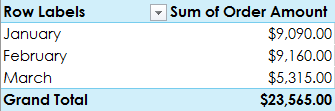 Row Labels Sum of Order Amount
January $9,090.00
February $9,160.00
March $5,315.00
Grand Total $23,565.00